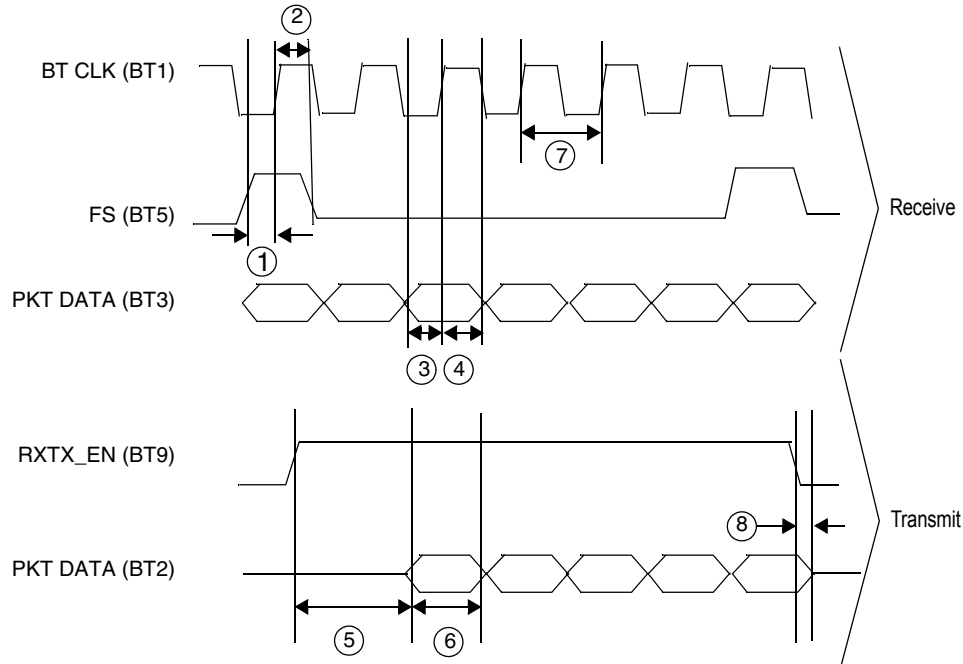 ②
BT CLK (BT1)
⑦
FS (BT5)
Receive
①
PKT DATA (BT3)
③ ④
RXTX_EN (BT9)
⑧
Transmit
PKT DATA (BT2)
⑤ ⑥